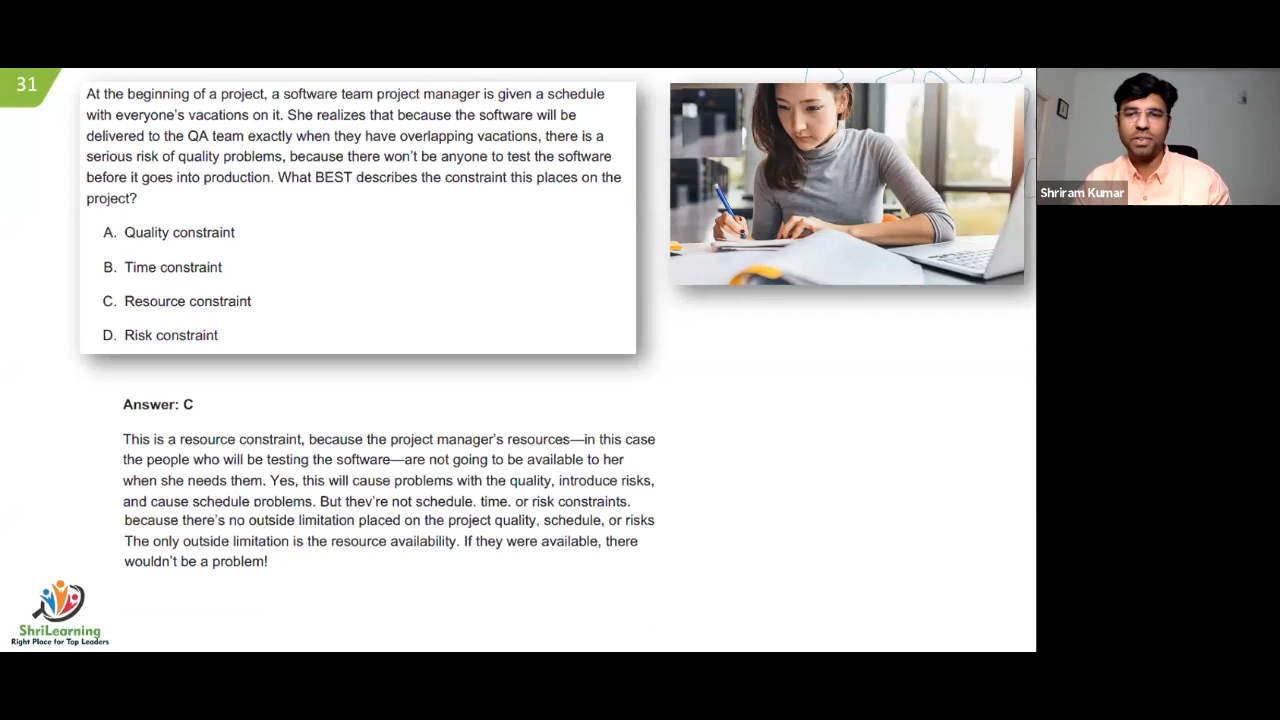 31
At the beginning of a project, a software team project manager is given a schedule
with everyone's vacations on it. She realizes that because the software will be
delivered to the QA team exactly when they have overlapping vacations, there is a
serious risk of quality problems, because there won't be anyone to test the software
before it goes into production. What BEST describes the constraint this places on the
project?
A. Quality constraint
B. Time constraint
C. Resource constraint
D. Risk constraint
Shriram Kumar
Answer: C
This is a resource constraint, because the project manager's resources—in this case
the people who will be testing the software—are not going to be available to her
when she needs them. Yes, this will cause problems with the quality, introduce risks,
and cause schedule problems. But they're not schedule, time, or risk constraints,
because there's no outside limitation placed on the project quality, schedule, or risks
The only outside limitation is the resource availability. If they were available, there
wouldn't be a problem!
ShriLearning
Right Place for Top Leaders